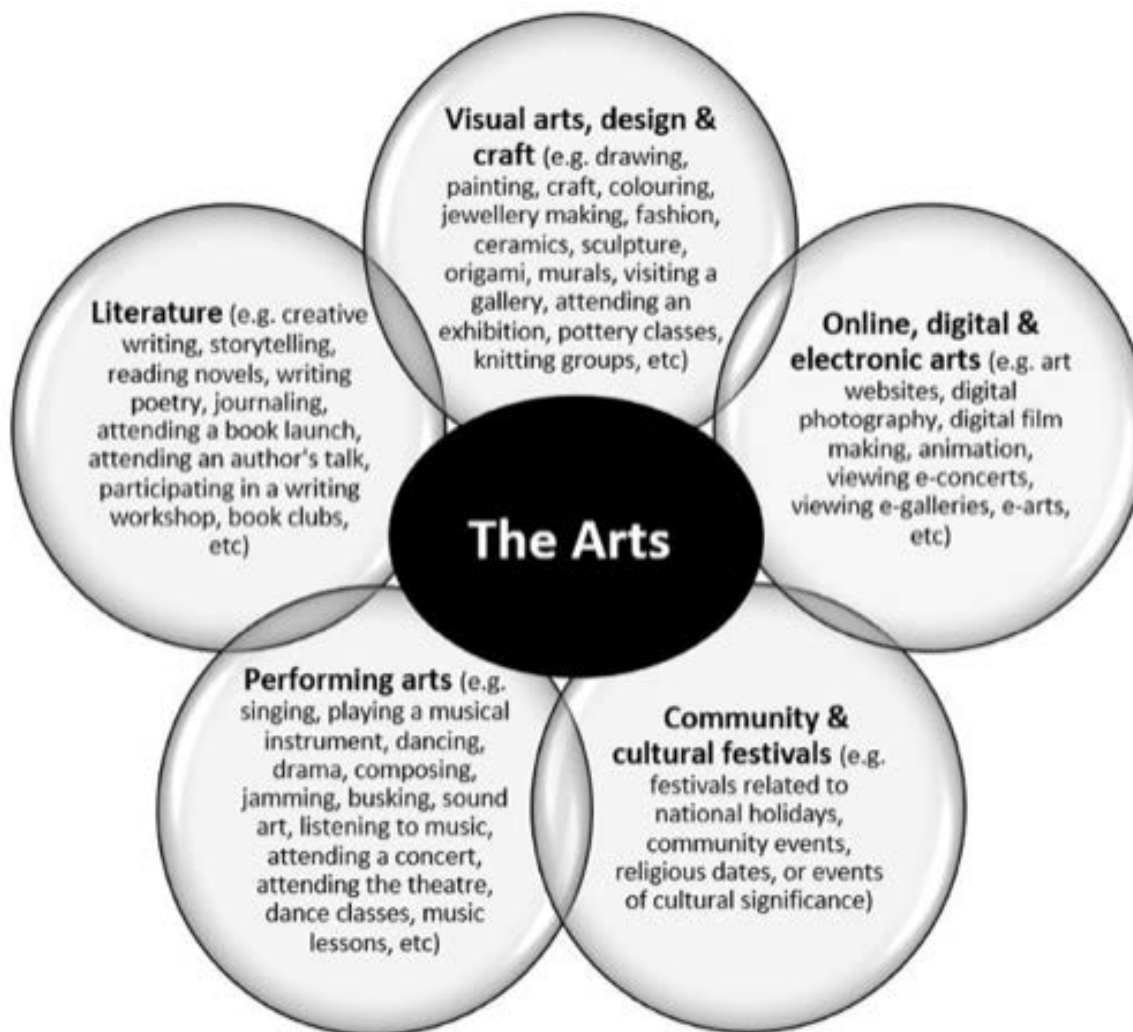 Visual arts, design &
craft (e.g. drawing,
painting, craft, colouring,
jewellery making, fashion,
ceramics, sculpture,
origami, murals, visiting a
gallery, attending an
exhibition, pottery classes,
knitting groups, etc)
Literature (e.g. creative
writing, storytelling,
reading novels, writing
poetry, journaling,
attending a book launch,
attending an author's talk,
participating in a writing
workshop, book clubs,
etc)
Online, digital &
electronic arts (e.g. art
websites, digital
photography, digital film
making, animation,
viewing e-concerts,
viewing e-galleries, e-arts,
etc)
The Arts
Performing arts (e.g.
singing, playing a musical
instrument, dancing,
drama, composing,
jamming, busking, sound
art, listening to music,
attending a concert,
attending the theatre,
dance classes, music
lessons, etc)
Community &
cultural festivals (e.g.
festivals related to
national holidays,
community events,
religious dates, or events
of cultural significance)